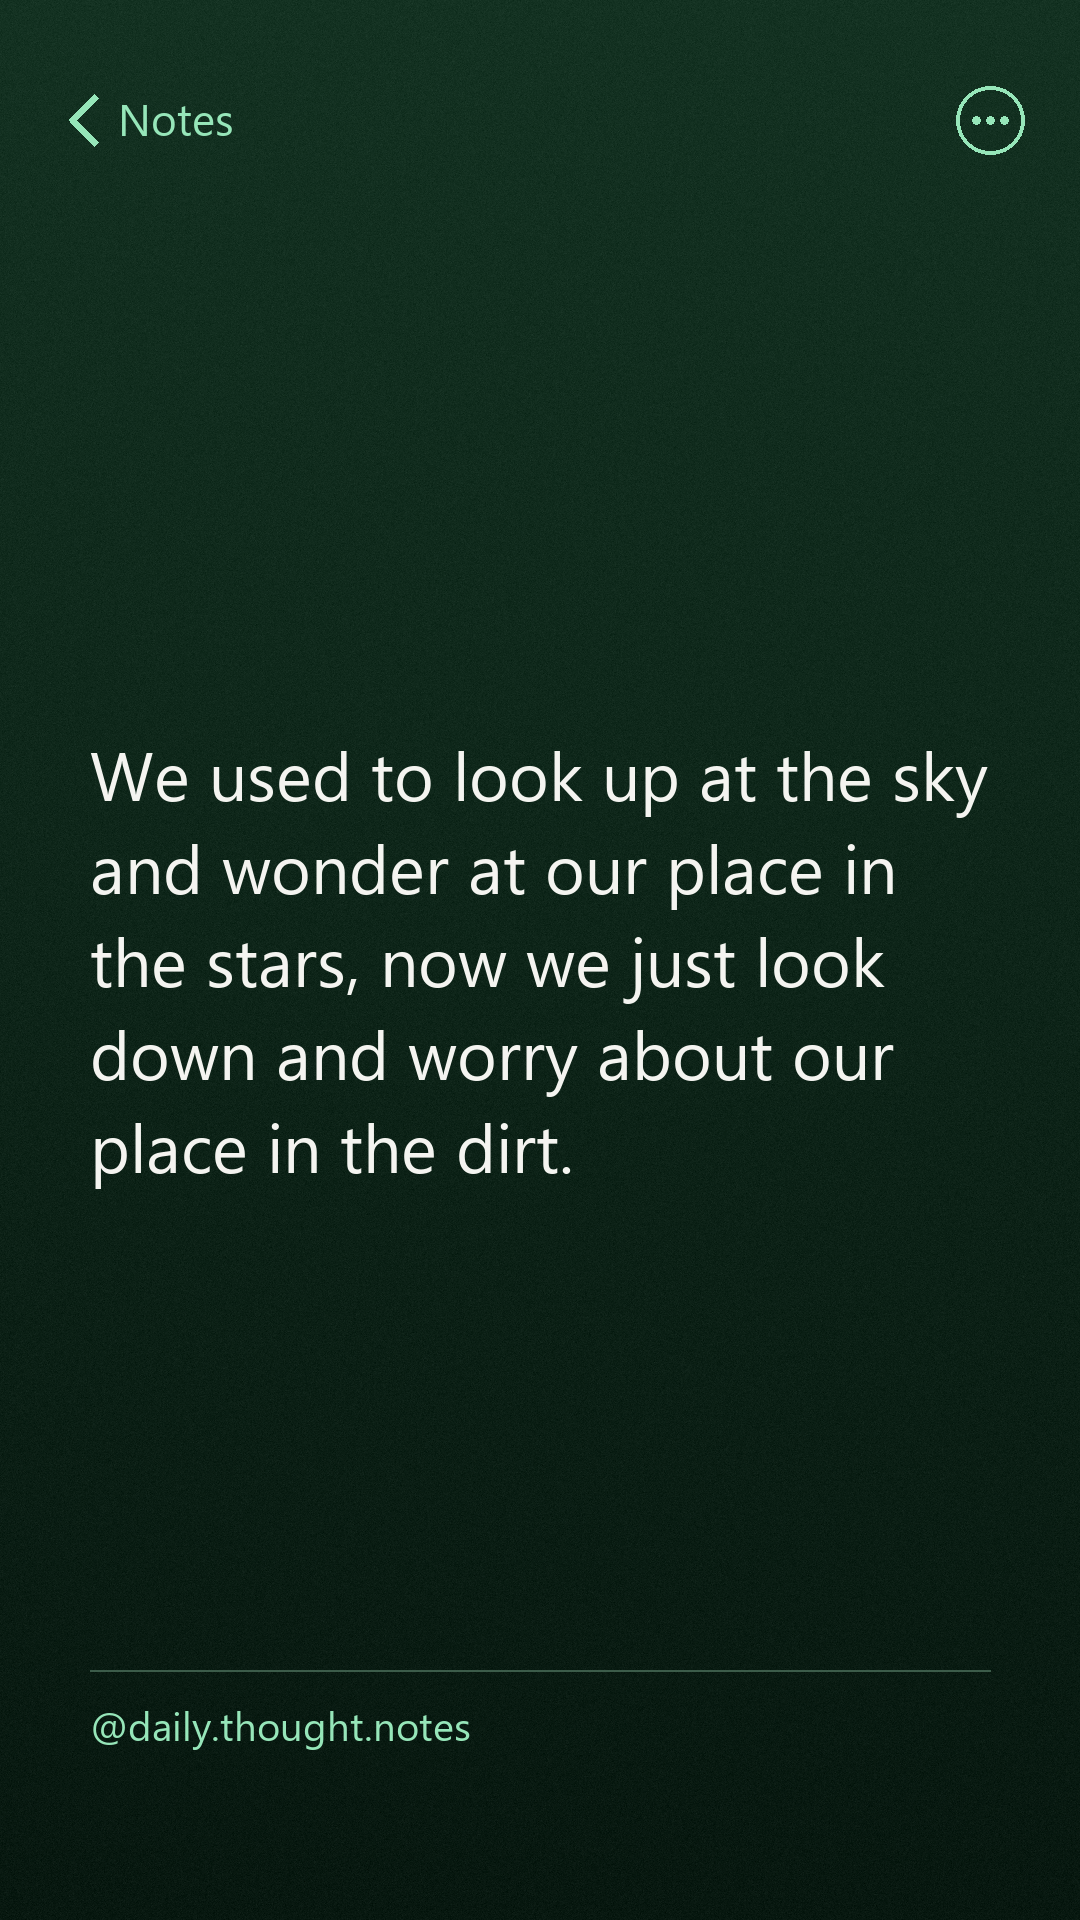 Notes
We used to look up at the sky
and wonder at our place in
the stars, now we just look
down and worry about our
place in the dirt.
@daily.thought.notes